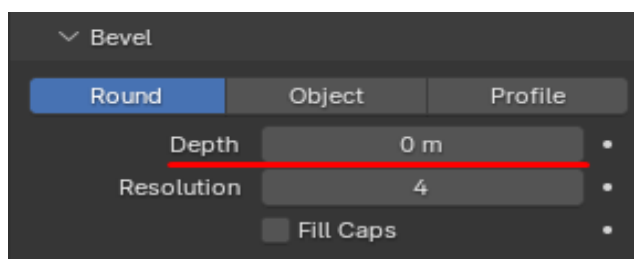 Bevel
Round Object Profile
Depth 0 m
Resolution 4
Fill Caps